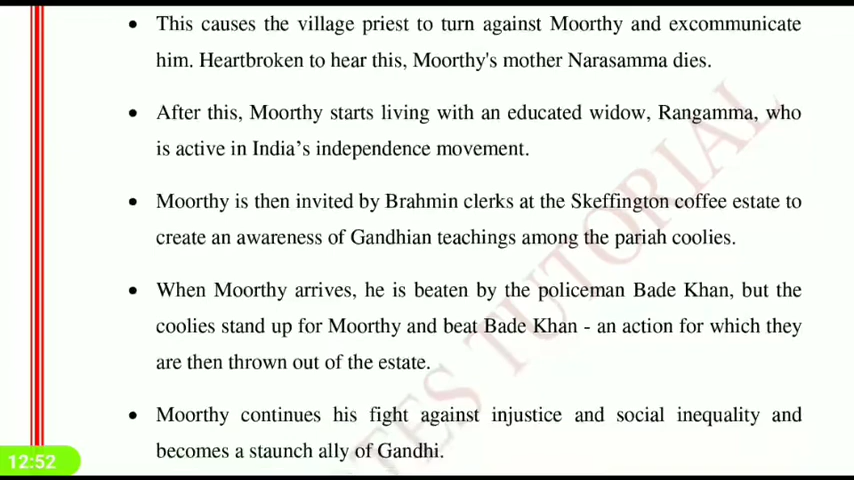 • This causes the village priest to turn against Moorthy and excommunicate
him. Heartbroken to hear this, Moorthy's mother Narasamma dies.
• After this, Moorthy starts living with an educated widow, Rangamma, who
is active in India's independence movement.
• Moorthy is then invited by Brahmin clerks at the Skeffington coffee estate to
create an awareness of Gandhian teachings among the pariah coolies.
• When Moorthy arrives, he is beaten by the policeman Bade Khan, but the
coolies stand up for Moorthy and beat Bade Khan - an action for which they
are then thrown out of the estate.
• Moorthy continues his fight against injustice and social inequality and
becomes a staunch ally of Gandhi.
12:52
TES TUTORIAL